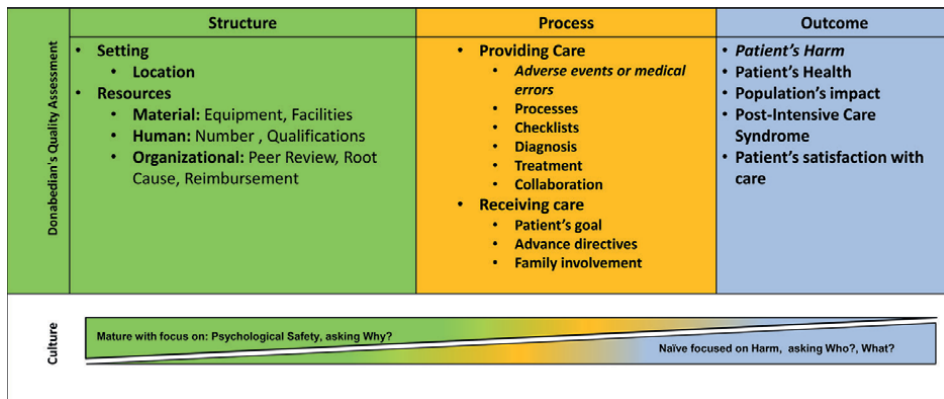 Structure
Process
Outcome
Donabedian's Quality Assessment
• Setting
• Location
• Resources
• Material: Equipment, Facilities
• Human: Number , Qualifications
• Organizational: Peer Review, Root
Cause, Reimbursement
• Providing Care
• Adverse events or medical
errors
• Processes
• Checklists
• Diagnosis
• Treatment
• Collaboration
• Receiving care
• Patient's goal
• Advance directives
• Family involvement
• Patient's Harm
• Patient's Health
• Population's impact
• Post-Intensive Care
Syndrome
• Patient's satisfaction with
care
Culture
Mature with focus on: Psychological Safety, asking Why?
Naïve focused on Harm, asking Who?, What?